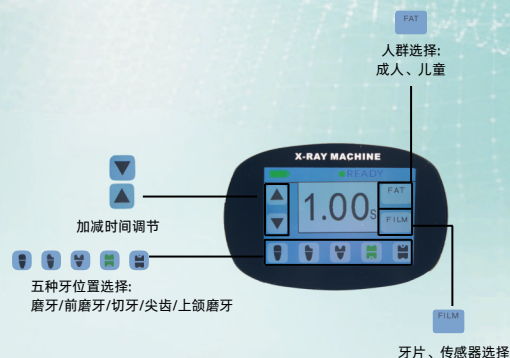 FAT
人群选择:
成人、儿童
X-RAY MACHINE
READY
FAT
1.00s
FILM
加减时间调节
五种牙位置选择:
磨牙/前磨牙/切牙/尖齿/上颌磨牙
FILM
牙片、传感器选择